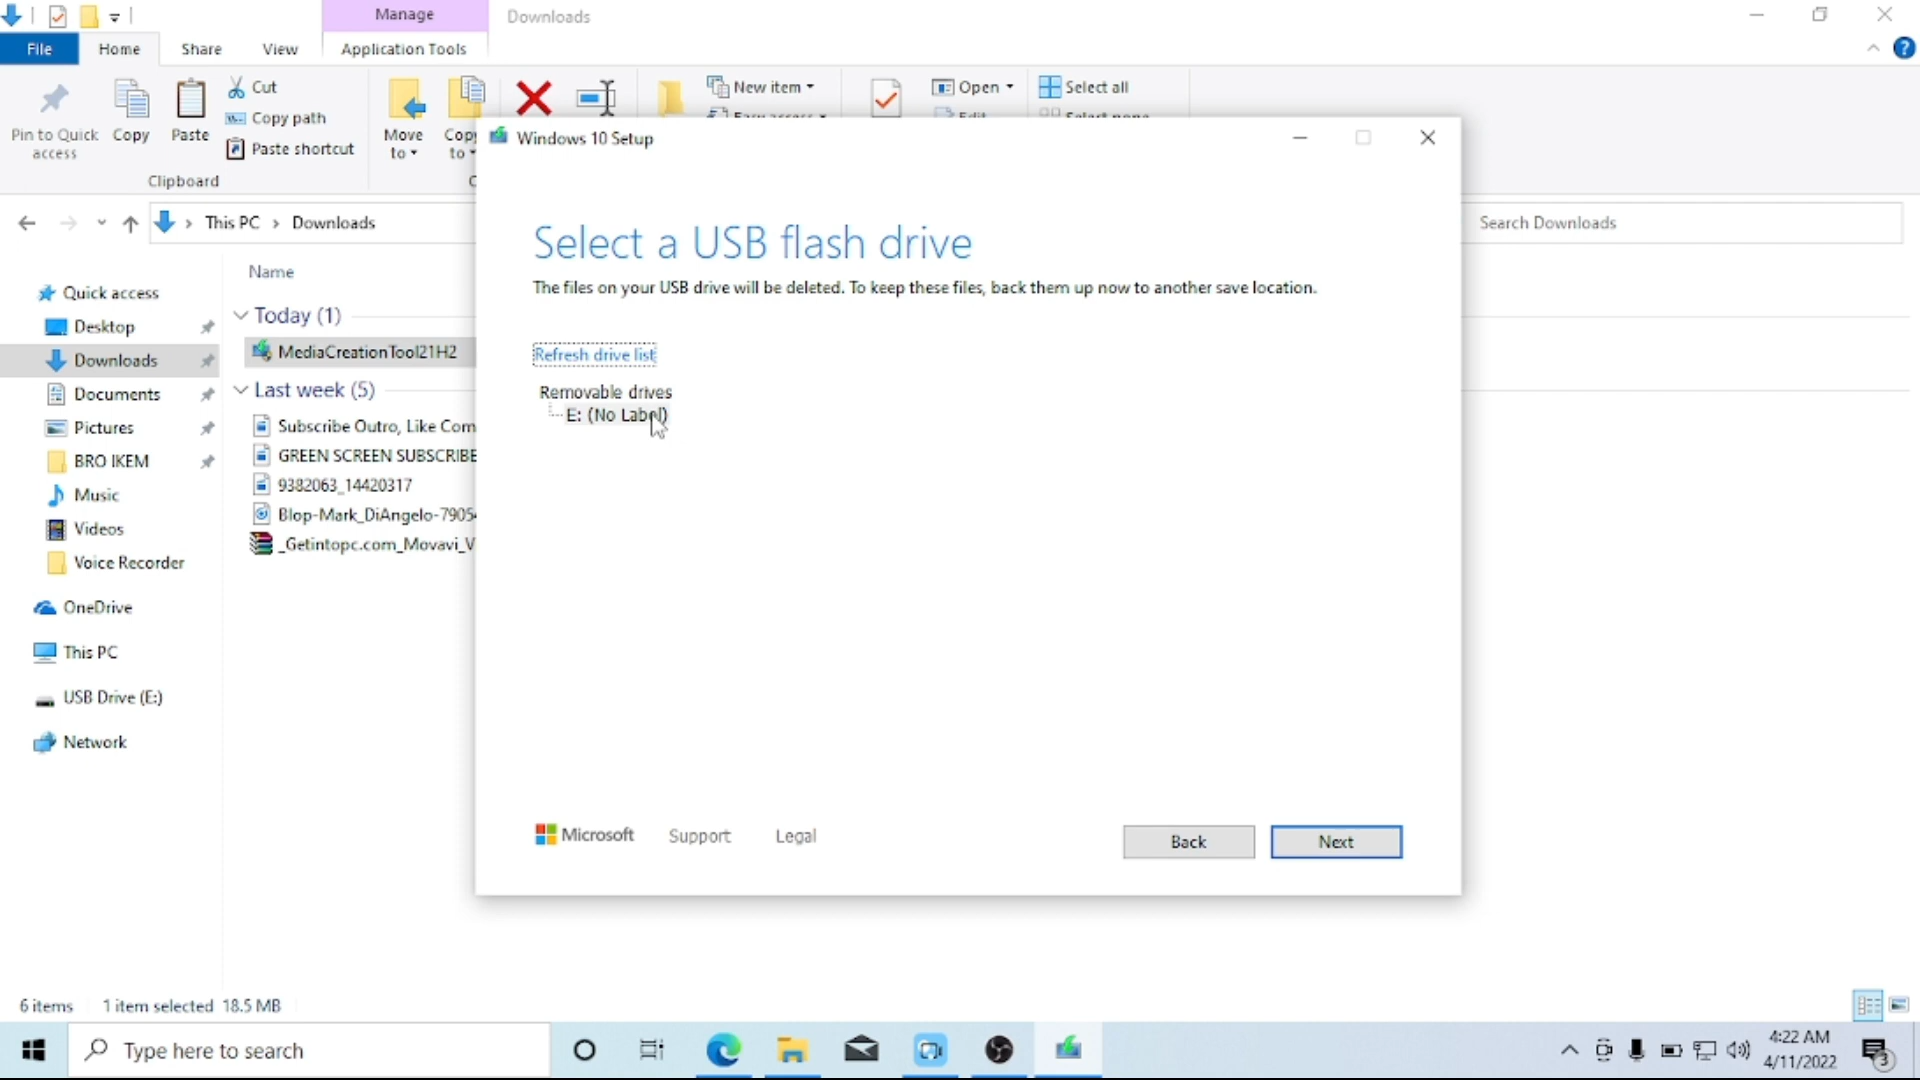 Manage
Downloads
File
Home
Share
View
Application Tools
Pin to Quick access
Copy
Paste
Cut
Copy path
Paste shortcut
Move to
Copy to
New item
Open
Select all
Clipboard
Windows 10 Setup
This PC > Downloads
Search Downloads
Select a USB flash drive
The files on your USB drive will be deleted. To keep these files, back them up now to another save location.
Refresh drive list
Removable drives
E: (No Label)
Name
Today (1)
MediaCreationTool21H2
Last week (5)
Subscribe Outro, Like Com
GREEN SCREEN SUBSCRIBE
9382063_14420317
Blop-Mark_DiAngelo-7905
_Getintopc.com_Movavi_V
Quick access
Desktop
Downloads
Documents
Pictures
BRO IKEM
Music
Videos
Voice Recorder
OneDrive
This PC
USB Drive (E:)
Network
Microsoft
Support
Legal
Back
Next
6 items
1 item selected 18.5 MB
Type here to search
4:22 AM
4/11/2022
3